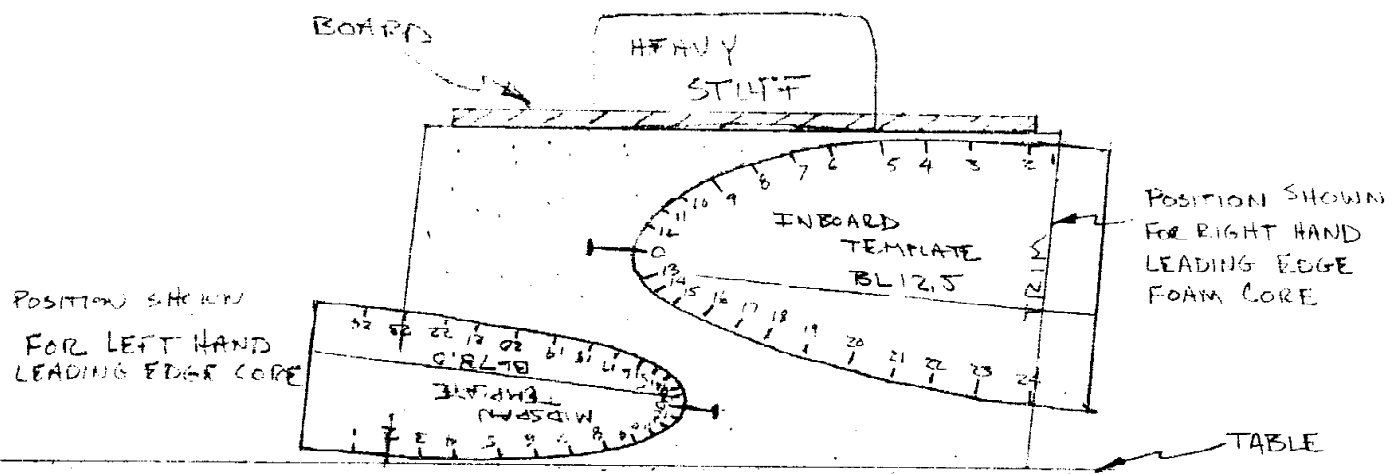 BOARD
HEAVY
STUFF
INBOARD
TEMPLATE
BL 12.5
TRIM
POSITION SHOWN
FOR RIGHT HAND
LEADING EDGE
FOAM CORE
POSITION SHOWN
FOR LEFT HAND
LEADING EDGE CORE
MIDSPAN
TEMPLATE
TABLE
2
3
4
5
6
7
8
9
10
11
0
13
14
15
16
17
18
19
20
21
22
23
24